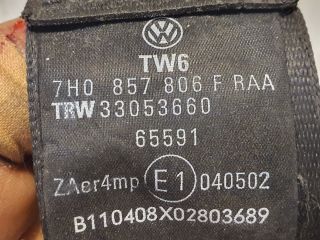 TW6
7H0 857 806 F RAA
TRW 33053660
65591
ZAer4mp E1 040502
B110408X02803689